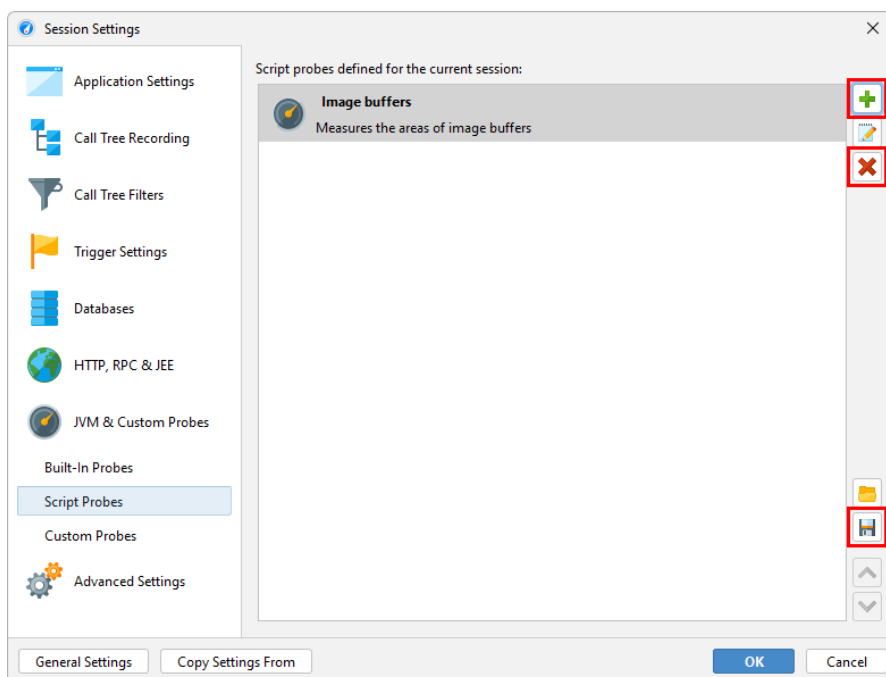 Session Settings
Application Settings
Call Tree Recording
Call Tree Filters
Trigger Settings
Databases
HTTP, RPC & JEE
JVM & Custom Probes
Built-In Probes
Script Probes
Custom Probes
Advanced Settings
Script probes defined for the current session:
Image buffers
Measures the areas of image buffers
General Settings
Copy Settings From
OK
Cancel